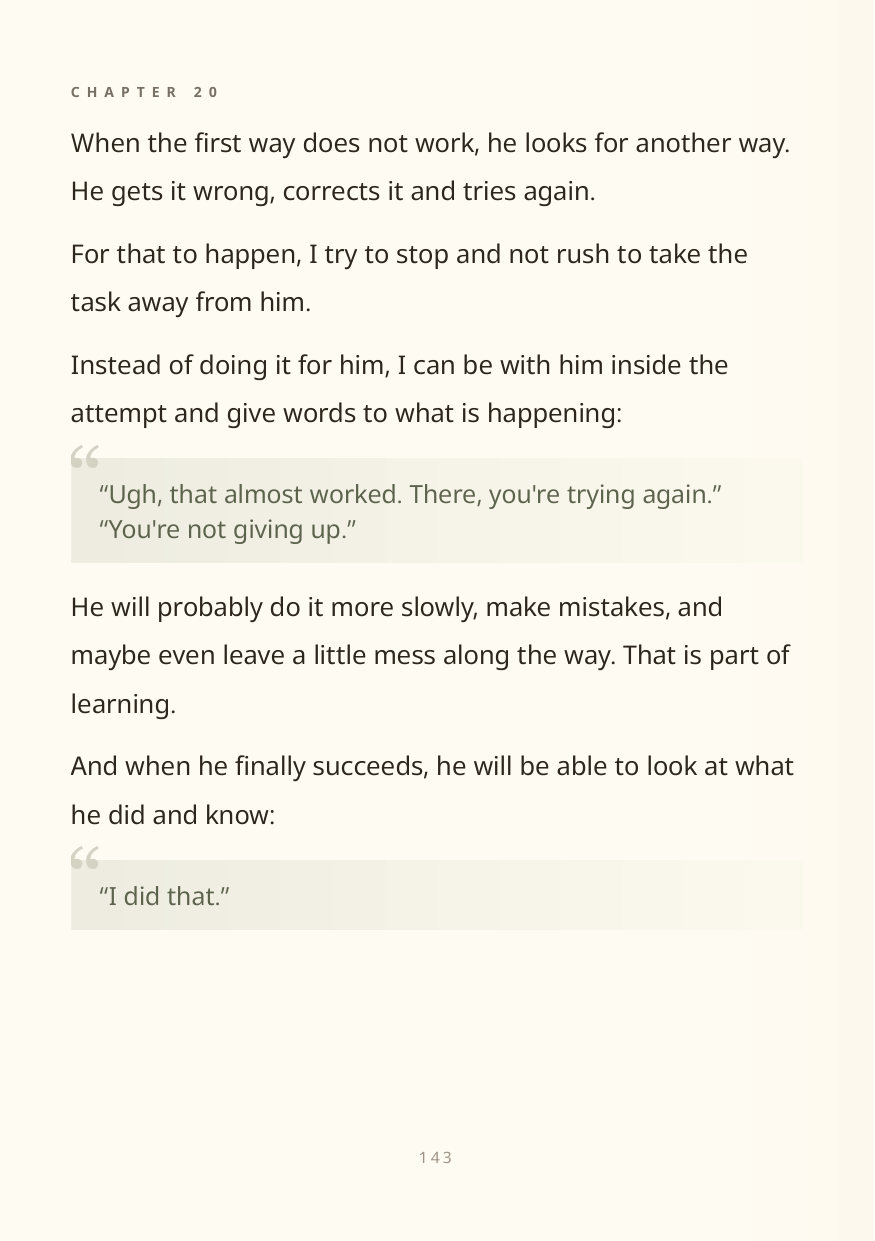 CHAPTER 20
When the first way does not work, he looks for another way.
He gets it wrong, corrects it and tries again.
For that to happen, I try to stop and not rush to take the
task away from him.
Instead of doing it for him, I can be with him inside the
attempt and give words to what is happening:
“
“Ugh, that almost worked. There, you're trying again.”
“You're not giving up.”
He will probably do it more slowly, make mistakes, and
maybe even leave a little mess along the way. That is part of
learning.
And when he finally succeeds, he will be able to look at what
he did and know:
“
“I did that.”
143